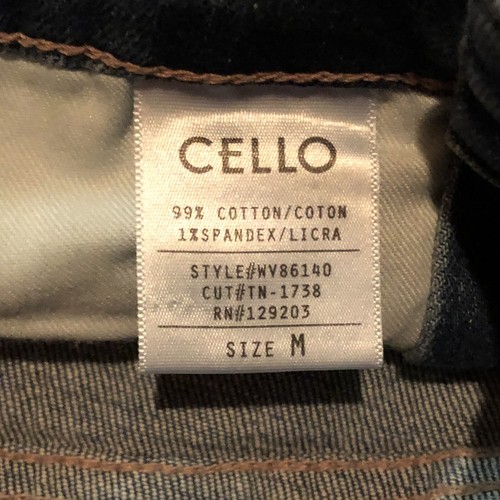 CELLO
99% COTTON/COTON
1%SPANDEX/LICRA
STYLE#WV86140
CUT#TN-1738
RN#129203
SIZE M